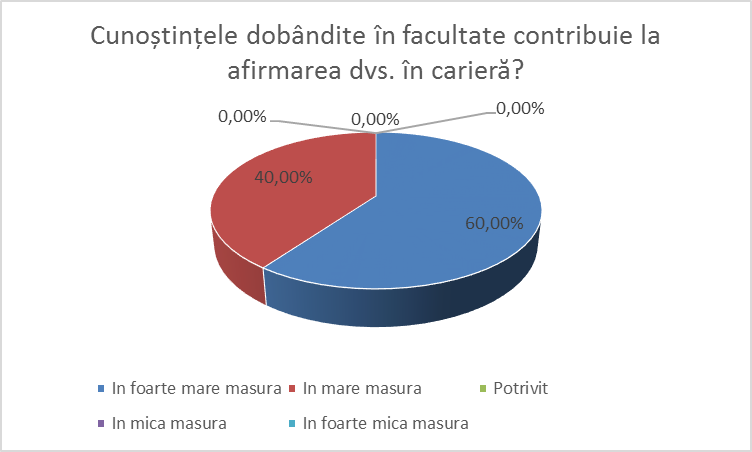 Cunoștințele dobândite în facultate contribuie la
afirmarea dvs. în carieră?
0,00% 0,00% 0,00%
40,00%
60,00%
In foarte mare masura In mare masura Potrivit
In mica masura In foarte mica masura